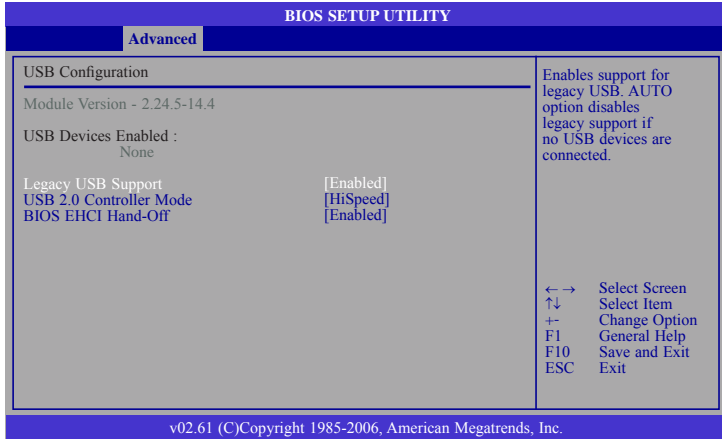 BIOS SETUP UTILITY
Advanced
USB Configuration
Module Version - 2.24.5-14.4
USB Devices Enabled :
None
Legacy USB Support [Enabled]
USB 2.0 Controller Mode [HiSpeed]
BIOS EHCI Hand-Off [Enabled]
Enables support for
legacy USB. AUTO
option disables
legacy support if
no USB devices are
connected.
←→ Select Screen
↑↓ Select Item
+- Change Option
F1 General Help
F10 Save and Exit
ESC Exit
v02.61 (C)Copyright 1985-2006, American Megatrends, Inc.